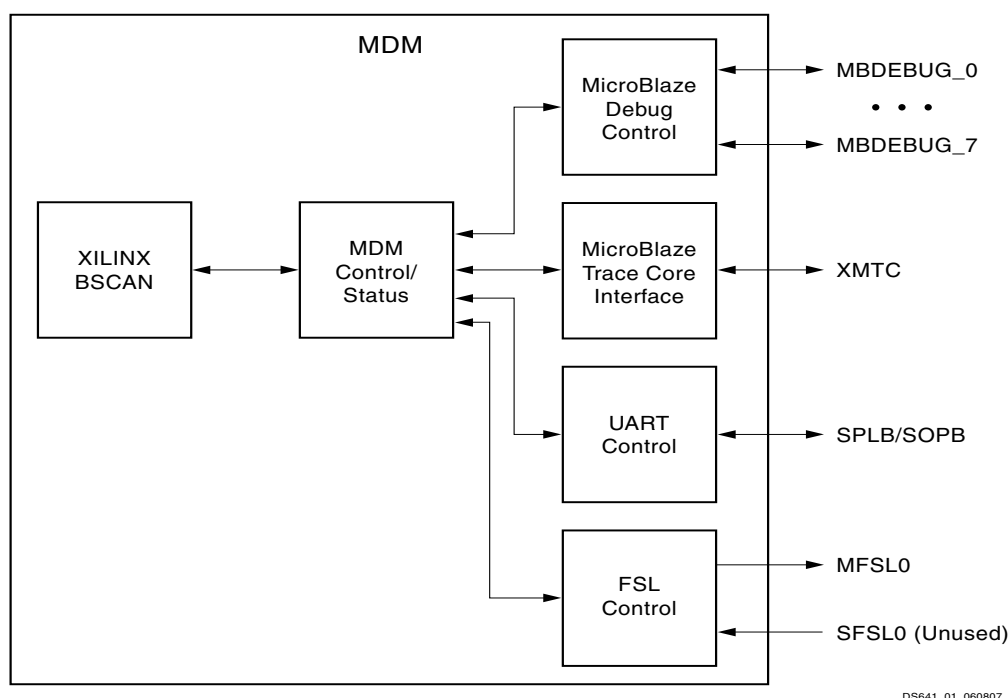 MDM
MicroBlaze
Debug
Control
MBDEBUG_0
• • •
MBDEBUG_7
XILINX
BSCAN
MDM
Control/
Status
MicroBlaze
Trace Core
Interface
XMTC
UART
Control
SPLB/SOPB
FSL
Control
MFSL0
SFSL0 (Unused)
DS641_01_060807